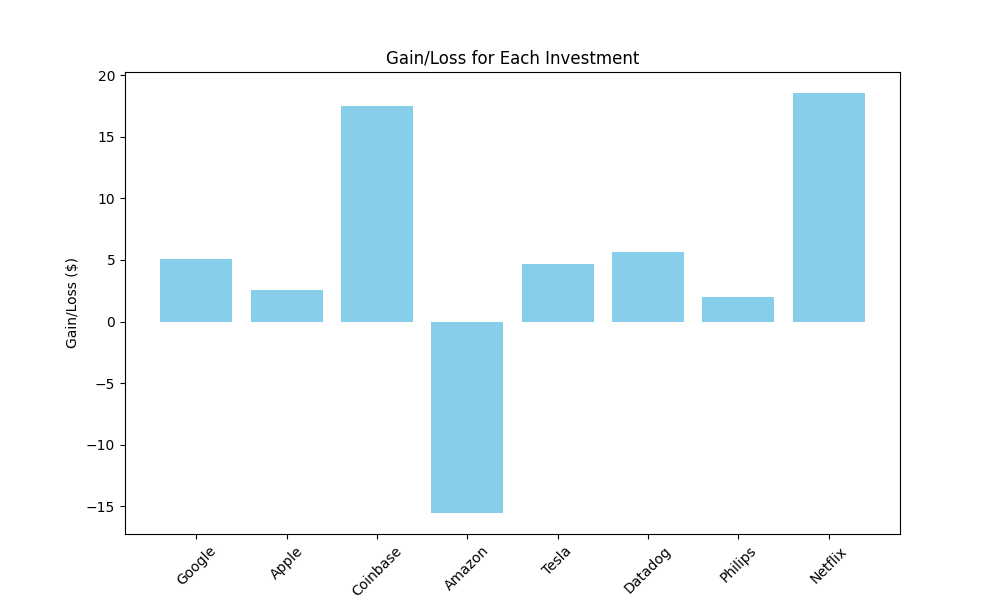 Gain/Loss for Each Investment
Gain/Loss ($)
20
15
10
5
0
−5
−10
−15
Google
Apple
Coinbase
Amazon
Tesla
Datadog
Philips
Netflix